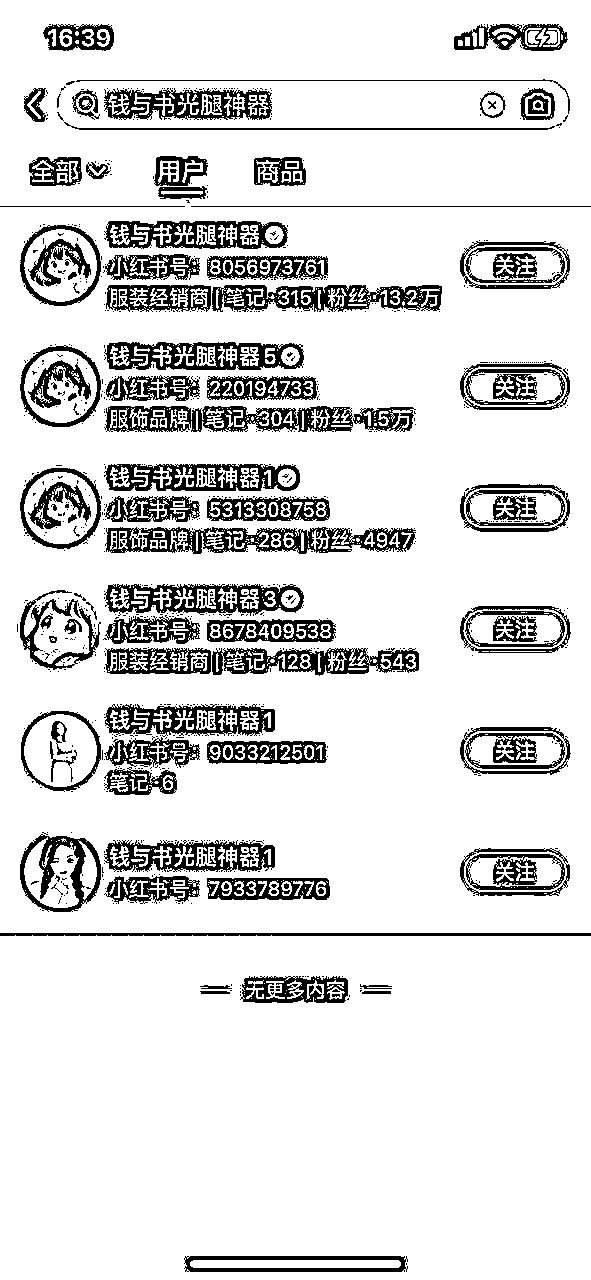 16:39
钱与书光腿神器
全部 用户 商品
钱与书光腿神器
小红书号：8056973761
关注
服装经销商 | 笔记·315 | 粉丝·13.2万
钱与书光腿神器5
小红书号：220194733
关注
服饰品牌 | 笔记·304 | 粉丝·1.5万
钱与书光腿神器1
小红书号：5313308758
关注
服饰品牌 | 笔记·286 | 粉丝·4947
钱与书光腿神器3
小红书号：8678409538
关注
服装经销商 | 笔记·128 | 粉丝·543
钱与书光腿神器1
小红书号：9033212501
关注
笔记·6
钱与书光腿神器1
小红书号：7933789776
关注
无更多内容